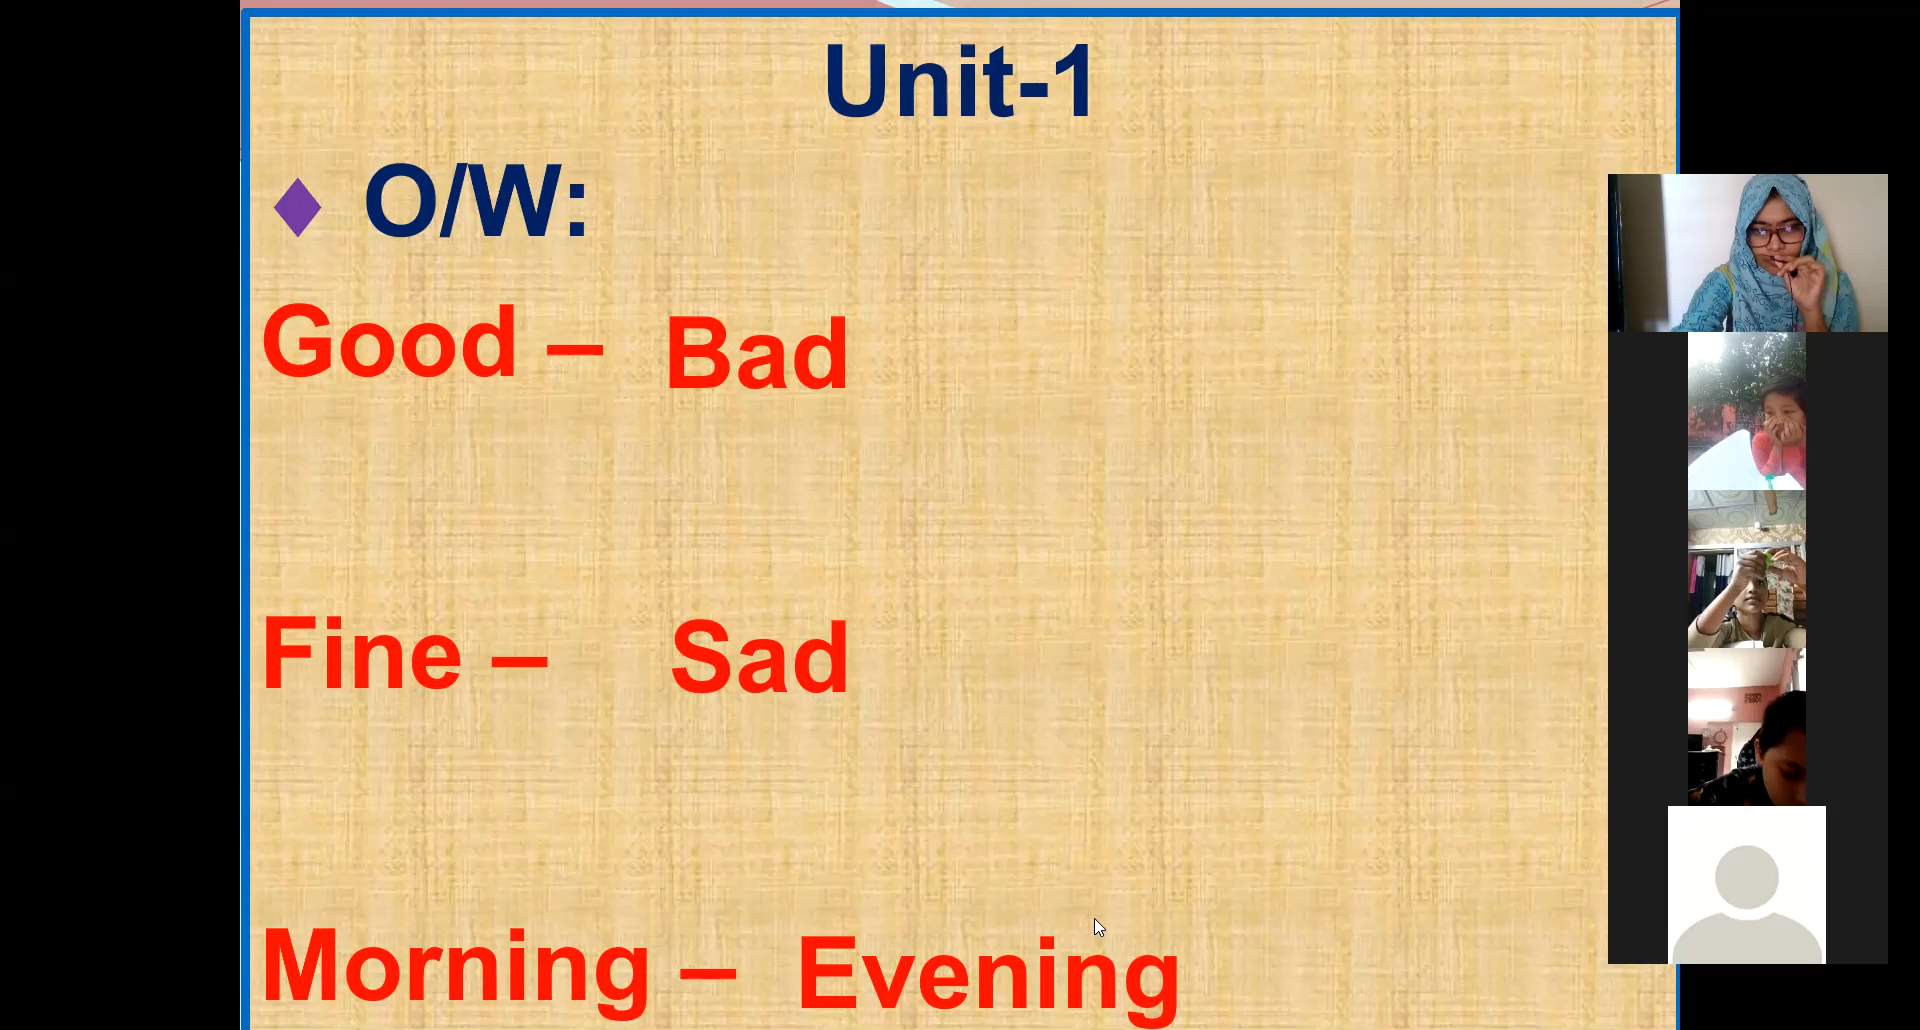 Unit-1
♦ O/W:
Good – Bad
Fine – Sad
Morning – Evening